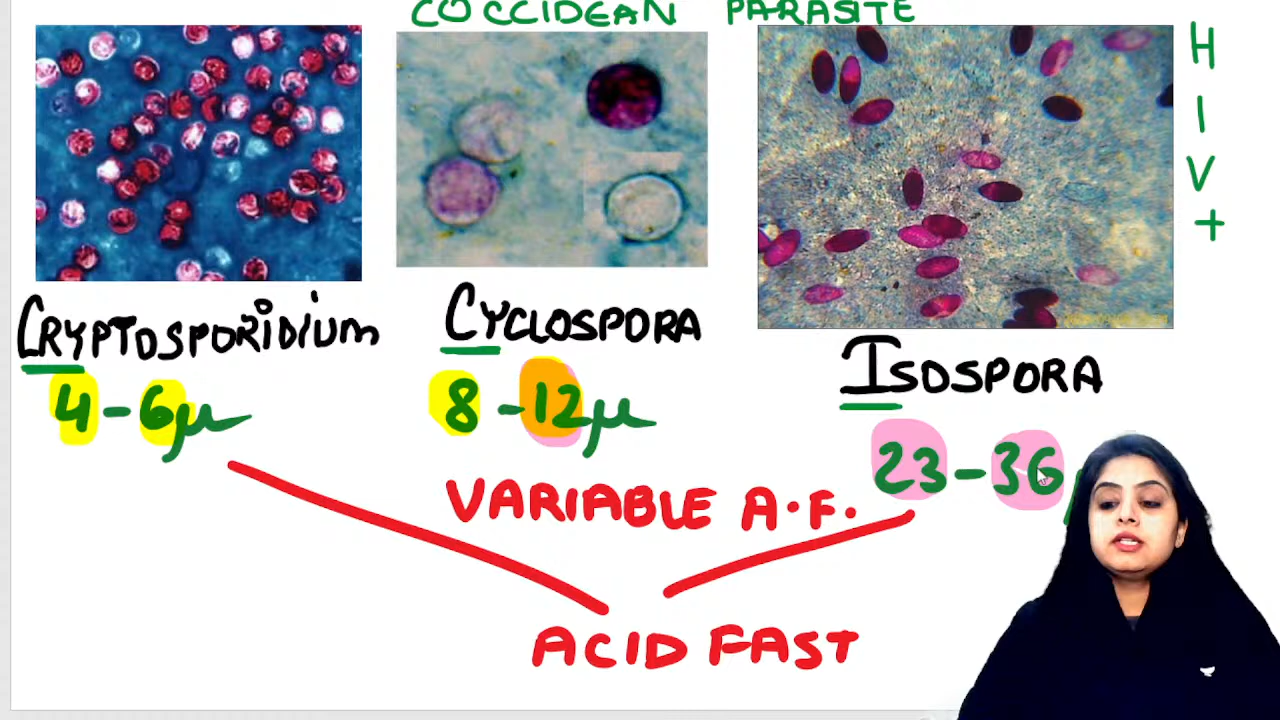 COCCIDEAN PARASITE
H
I
V
+
CRYPTOSPORIDIUM
4-6μ
CYCLOSPORA
8-12μ
ISOSPORA
23-36
VARIABLE A.F.
ACID FAST